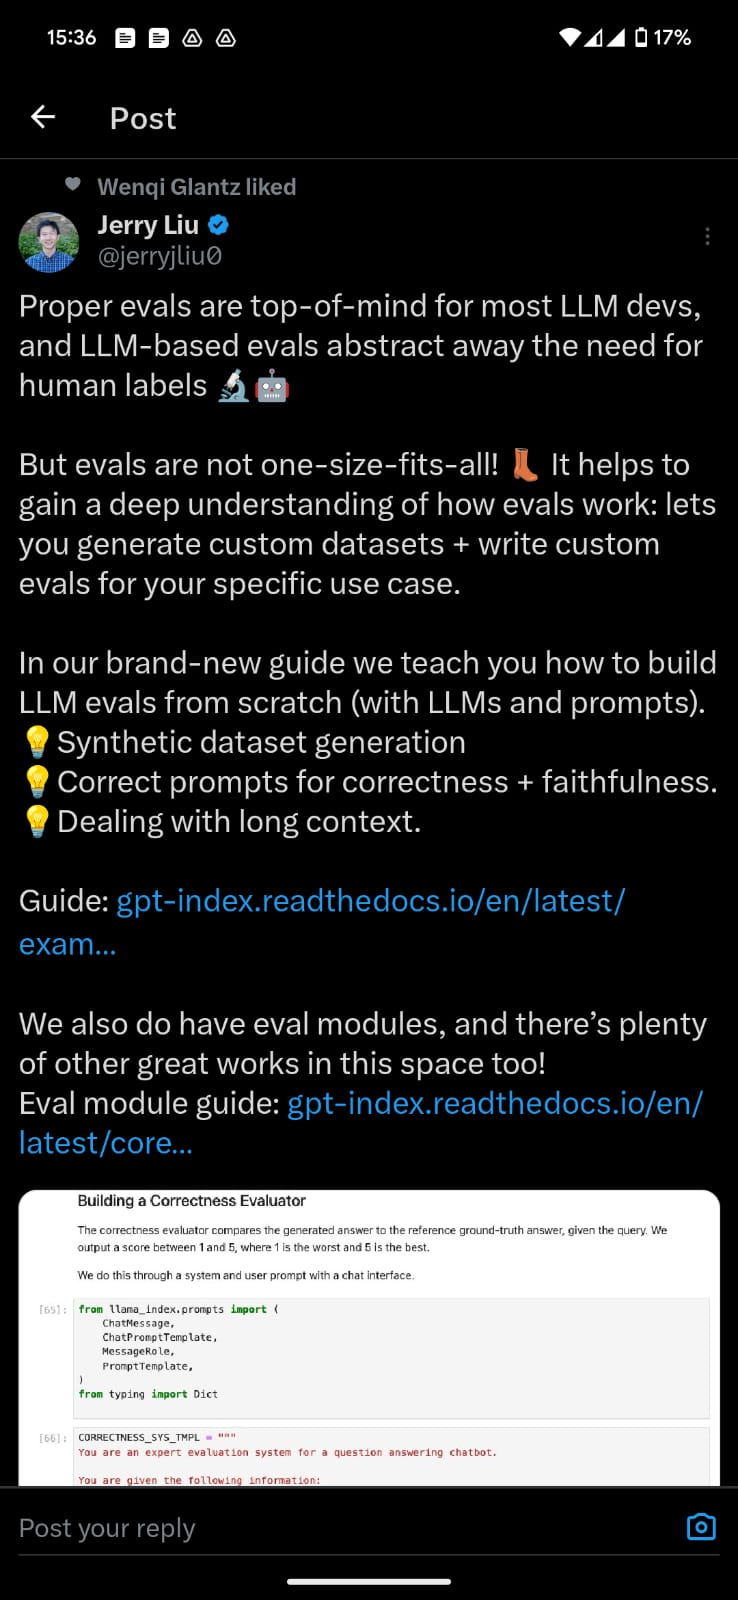 15:36
17%
Post
Wenqi Glantz liked
Jerry Liu
@jerryjliu0
Proper evals are top-of-mind for most LLM devs,
and LLM-based evals abstract away the need for
human labels 🔬🤖
But evals are not one-size-fits-all! 👢 It helps to
gain a deep understanding of how evals work: lets
you generate custom datasets + write custom
evals for your specific use case.
In our brand-new guide we teach you how to build
LLM evals from scratch (with LLMs and prompts).
💡Synthetic dataset generation
💡Correct prompts for correctness + faithfulness.
💡Dealing with long context.
Guide: gpt-index.readthedocs.io/en/latest/
exam...
We also do have eval modules, and there's plenty
of other great works in this space too!
Eval module guide: gpt-index.readthedocs.io/en/
latest/core...
Building a Correctness Evaluator
The correctness evaluator compares the generated answer to the reference ground-truth answer, given the query. We
output a score between 1 and 5, where 1 is the worst and 5 is the best.
We do this through a system and user prompt with a chat interface.
[65]: from llama_index.prompts import (
ChatMessage,
ChatPromptTemplate,
MessageRole,
PromptTemplate,
)
from typing import Dict
[66]: CORRECTNESS_SYS_TMPL = """
You are an expert evaluation system for a question answering chatbot.
You are given the following information:
Post your reply